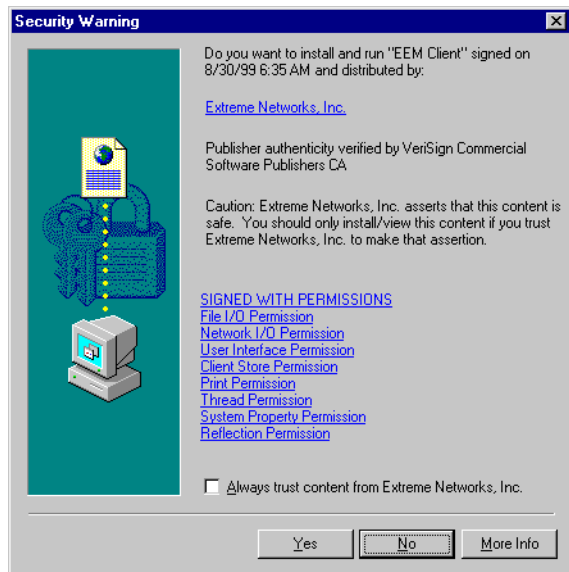 Security Warning
Do you want to install and run "EEM Client" signed on
8/30/99 6:35 AM and distributed by:
Extreme Networks, Inc.
Publisher authenticity verified by VeriSign Commercial
Software Publishers CA
Caution: Extreme Networks, Inc. asserts that this content is
safe.  You should only install/view this content if you trust
Extreme Networks, Inc. to make that assertion.
SIGNED WITH PERMISSIONS
File I/O Permission
Network I/O Permission
User Interface Permission
Client Store Permission
Print Permission
Thread Permission
System Property Permission
Reflection Permission
Always trust content from Extreme Networks, Inc.
Yes
No
More Info